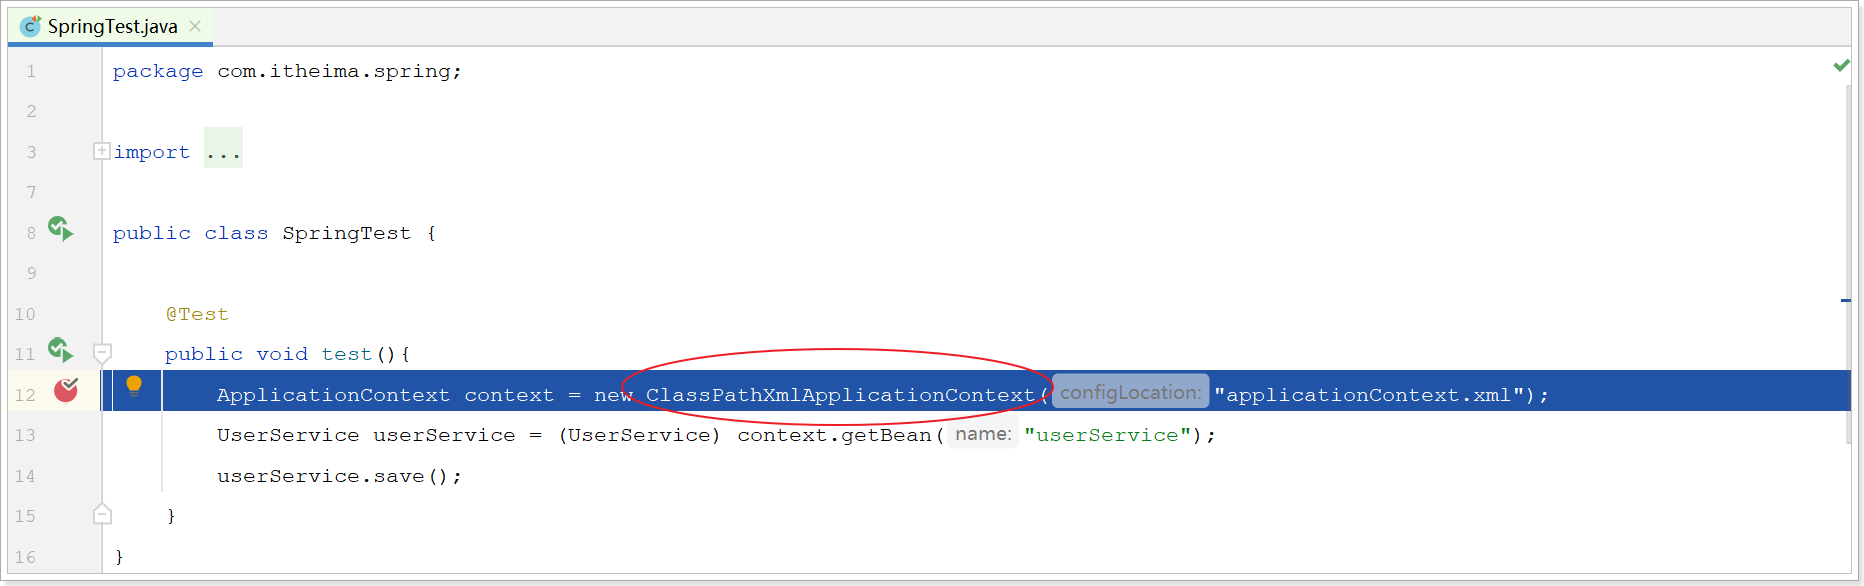 SpringTest.java
1 package com.itheima.spring;
2
3 import ...
7
8 public class SpringTest {
9
10 @Test
11 public void test(){
12 ApplicationContext context = new ClassPathXmlApplicationContext( configLocation: "applicationContext.xml");
13 UserService userService = (UserService) context.getBean( name: "userService");
14 userService.save();
15 }
16 }